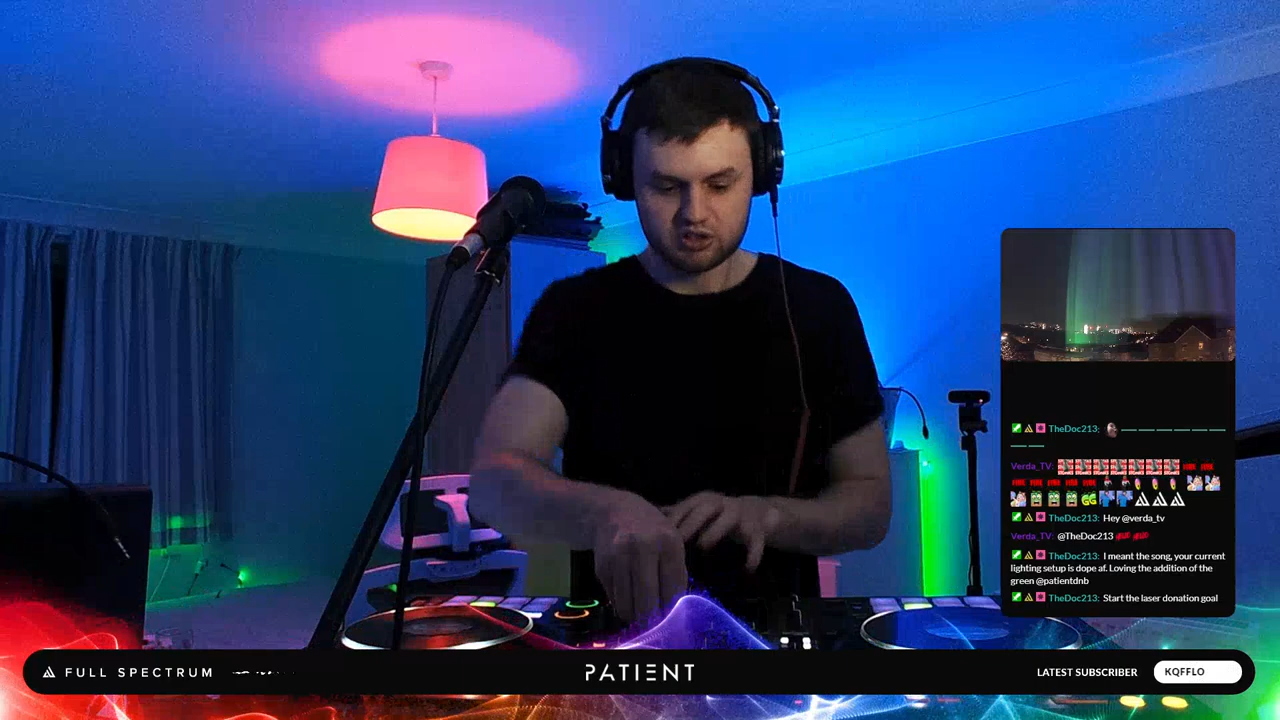 TheDoc213:
Verda_TV:
TheDoc213: Hey @verda_tv
Verda_TV: @TheDoc213
TheDoc213: I meant the song, your current
lighting setup is dope af. Loving the addition of the
green @patientdnb
TheDoc213: Start the laser donation goal
FULL SPECTRUM
PATIENT
LATEST SUBSCRIBER
KQFFLO